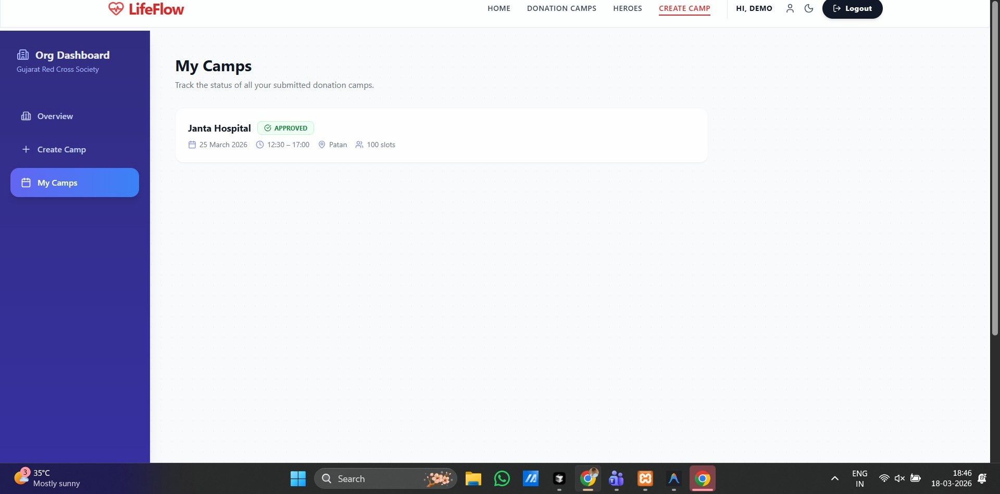 LifeFlow
HOME DONATION CAMPS HEROES CREATE CAMP HI, DEMO Logout
Org Dashboard
Gujarat Red Cross Society
Overview
Create Camp
My Camps
My Camps
Track the status of all your submitted donation camps.
Janta Hospital APPROVED
25 March 2026 12:30 – 17:00 Patan 100 slots
3
35°C
Mostly sunny
Search
ENG
IN
18:46
18-03-2026